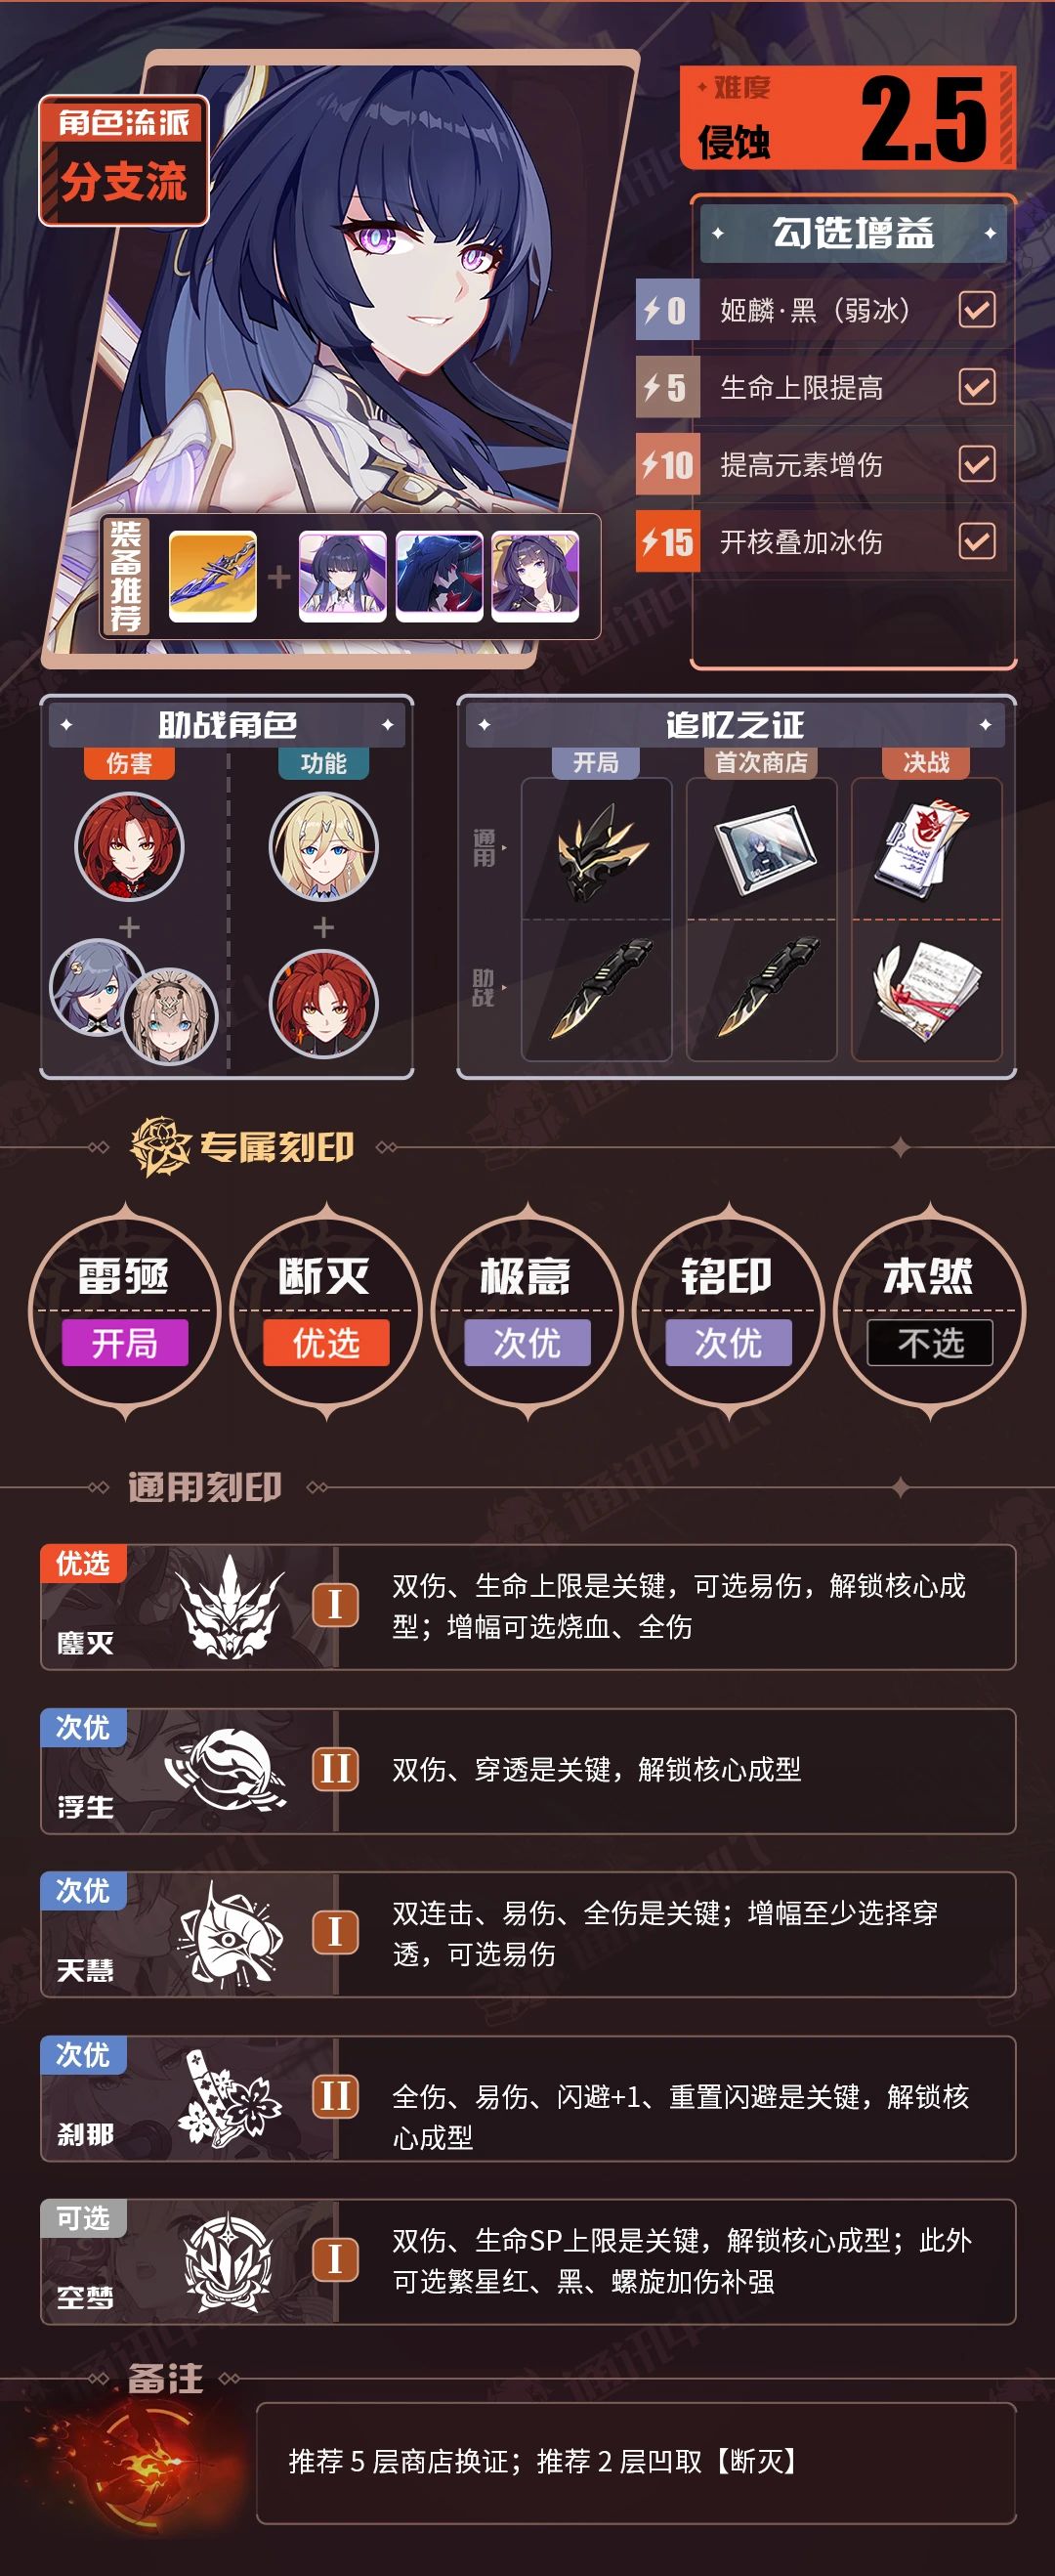 角色流派
分支流
难度
侵蚀
2.5
勾选增益
0 姬麟·黑（弱冰）
5 生命上限提高
10 提高元素增伤
15 开核叠加冰伤
装备推荐
助战角色
伤害
功能
追忆之证
开局
首次商店
决战
通用
助战
专属刻印
雷殛
开局
断灭
优选
极意
次优
铭印
次优
本然
不选
通用刻印
优选
鏖灭
I
双伤、生命上限是关键，可选易伤，解锁核心成
型；增幅可选烧血、全伤
次优
浮生
II
双伤、穿透是关键，解锁核心成型
次优
天慧
I
双连击、易伤、全伤是关键；增幅至少选择穿
透，可选易伤
次优
刹那
II
全伤、易伤、闪避+1、重置闪避是关键，解锁核
心成型
可选
空梦
I
双伤、生命SP上限是关键，解锁核心成型；此外
可选繁星红、黑、螺旋加伤补强
备注
推荐 5 层商店换证；推荐 2 层凹取【断灭】
通讯中心